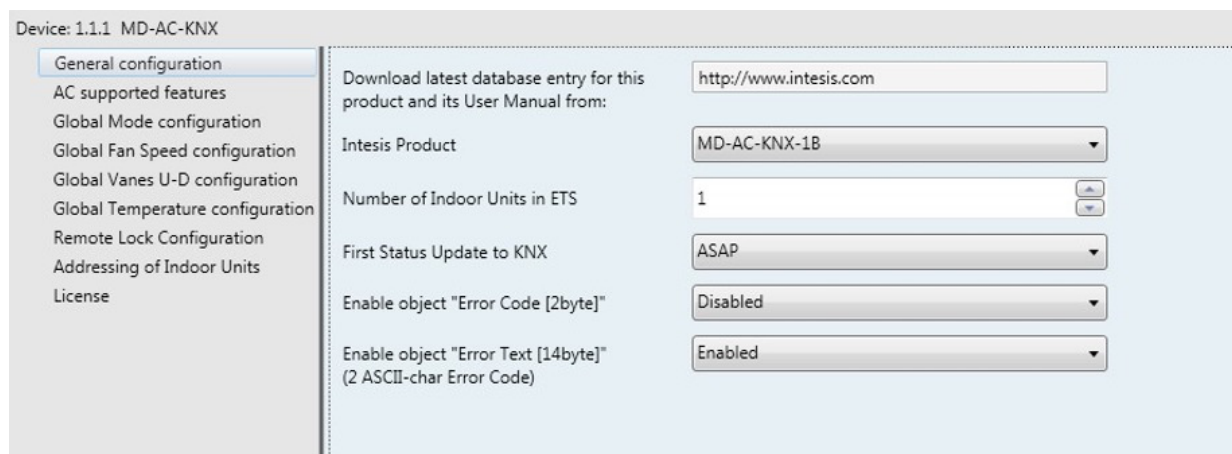 Device: 1.1.1 MD-AC-KNX
General configuration
AC supported features
Global Mode configuration
Global Fan Speed configuration
Global Vanes U-D configuration
Global Temperature configuration
Remote Lock Configuration
Addressing of Indoor Units
License
Download latest database entry for this
product and its User Manual from:
http://www.intesis.com
Intesis Product
MD-AC-KNX-1B
Number of Indoor Units in ETS
1
First Status Update to KNX
ASAP
Enable object "Error Code [2byte]"
Disabled
Enable object "Error Text [14byte]"
(2 ASCII-char Error Code)
Enabled